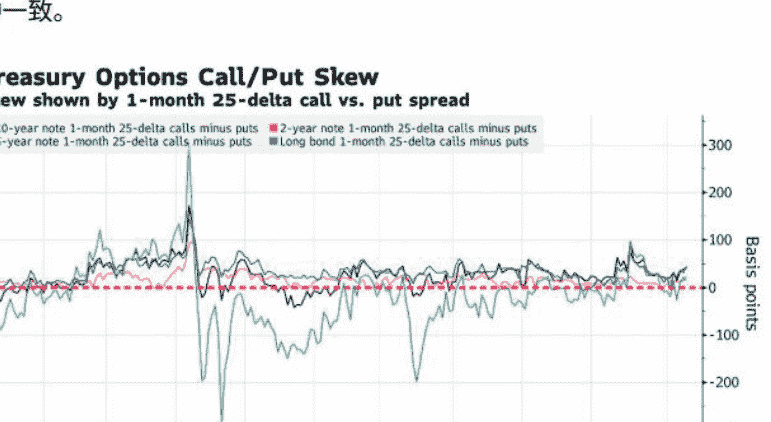 一致。
reasury Options Call/Put Skew
ew shown by 1-month 25-delta call vs. put spread
0-year note 1-month 25-delta calls minus puts 2-year note 1-month 25-delta calls minus puts
-year note 1-month 25-delta calls minus puts Long bond 1-month 25-delta calls minus puts
300
200
100
0
-100
-200
Basis points